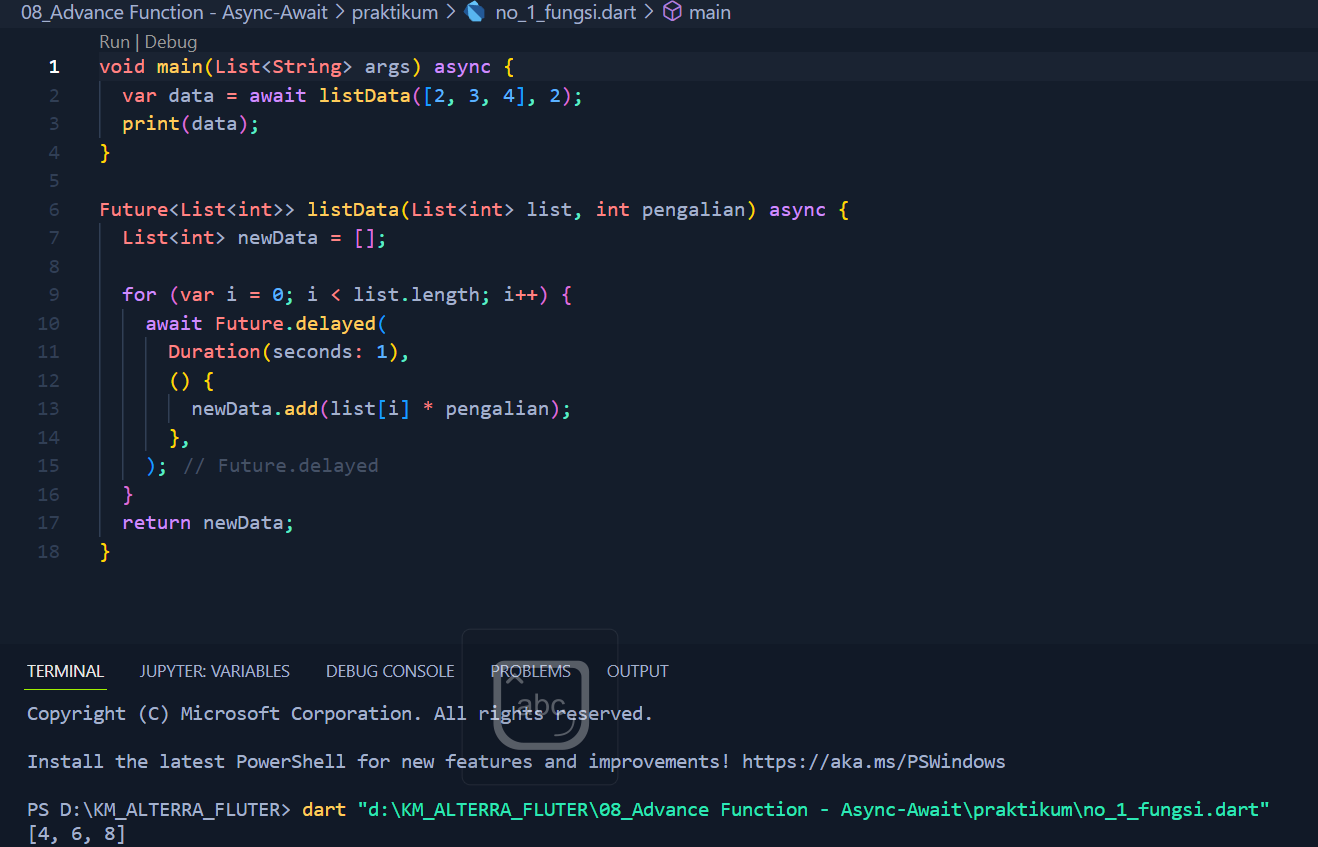 08_Advance Function - Async-Await > praktikum > no_1_fungsi.dart > main
Run | Debug
1 void main(List<String> args) async {
2   var data = await listData([2, 3, 4], 2);
3   print(data);
4 }
5
6 Future<List<int>> listData(List<int> list, int pengalian) async {
7   List<int> newData = [];
8
9   for (var i = 0; i < list.length; i++) {
10     await Future.delayed(
11       Duration(seconds: 1),
12       () {
13         newData.add(list[i] * pengalian);
14       },
15     ); // Future.delayed
16   }
17   return newData;
18 }
TERMINAL JUPYTER: VARIABLES DEBUG CONSOLE PROBLEMS OUTPUT
abc
Copyright (C) Microsoft Corporation. All rights reserved.
Install the latest PowerShell for new features and improvements! https://aka.ms/PSWindows
PS D:\KM_ALTERRA_FLUTER> dart "d:\KM_ALTERRA_FLUTER\08_Advance Function - Async-Await\praktikum\no_1_fungsi.dart"
[4, 6, 8]